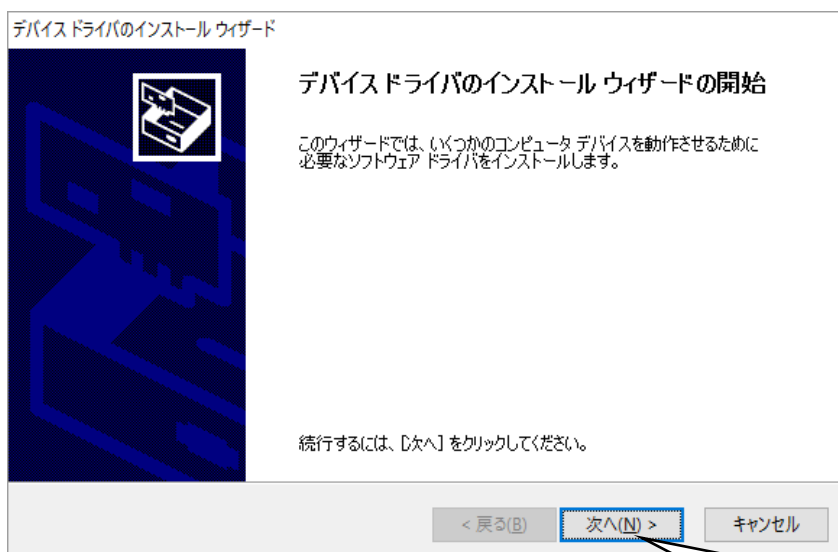 デバイス ドライバのインストール ウィザード
デバイス ドライバのインストール ウィザードの開始
このウィザードでは、いくつかのコンピュータ デバイスを動作させるために
必要なソフトウェア ドライバをインストールします。
続行するには、[次へ] をクリックしてください。
< 戻る(B) 次へ(N) > キャンセル